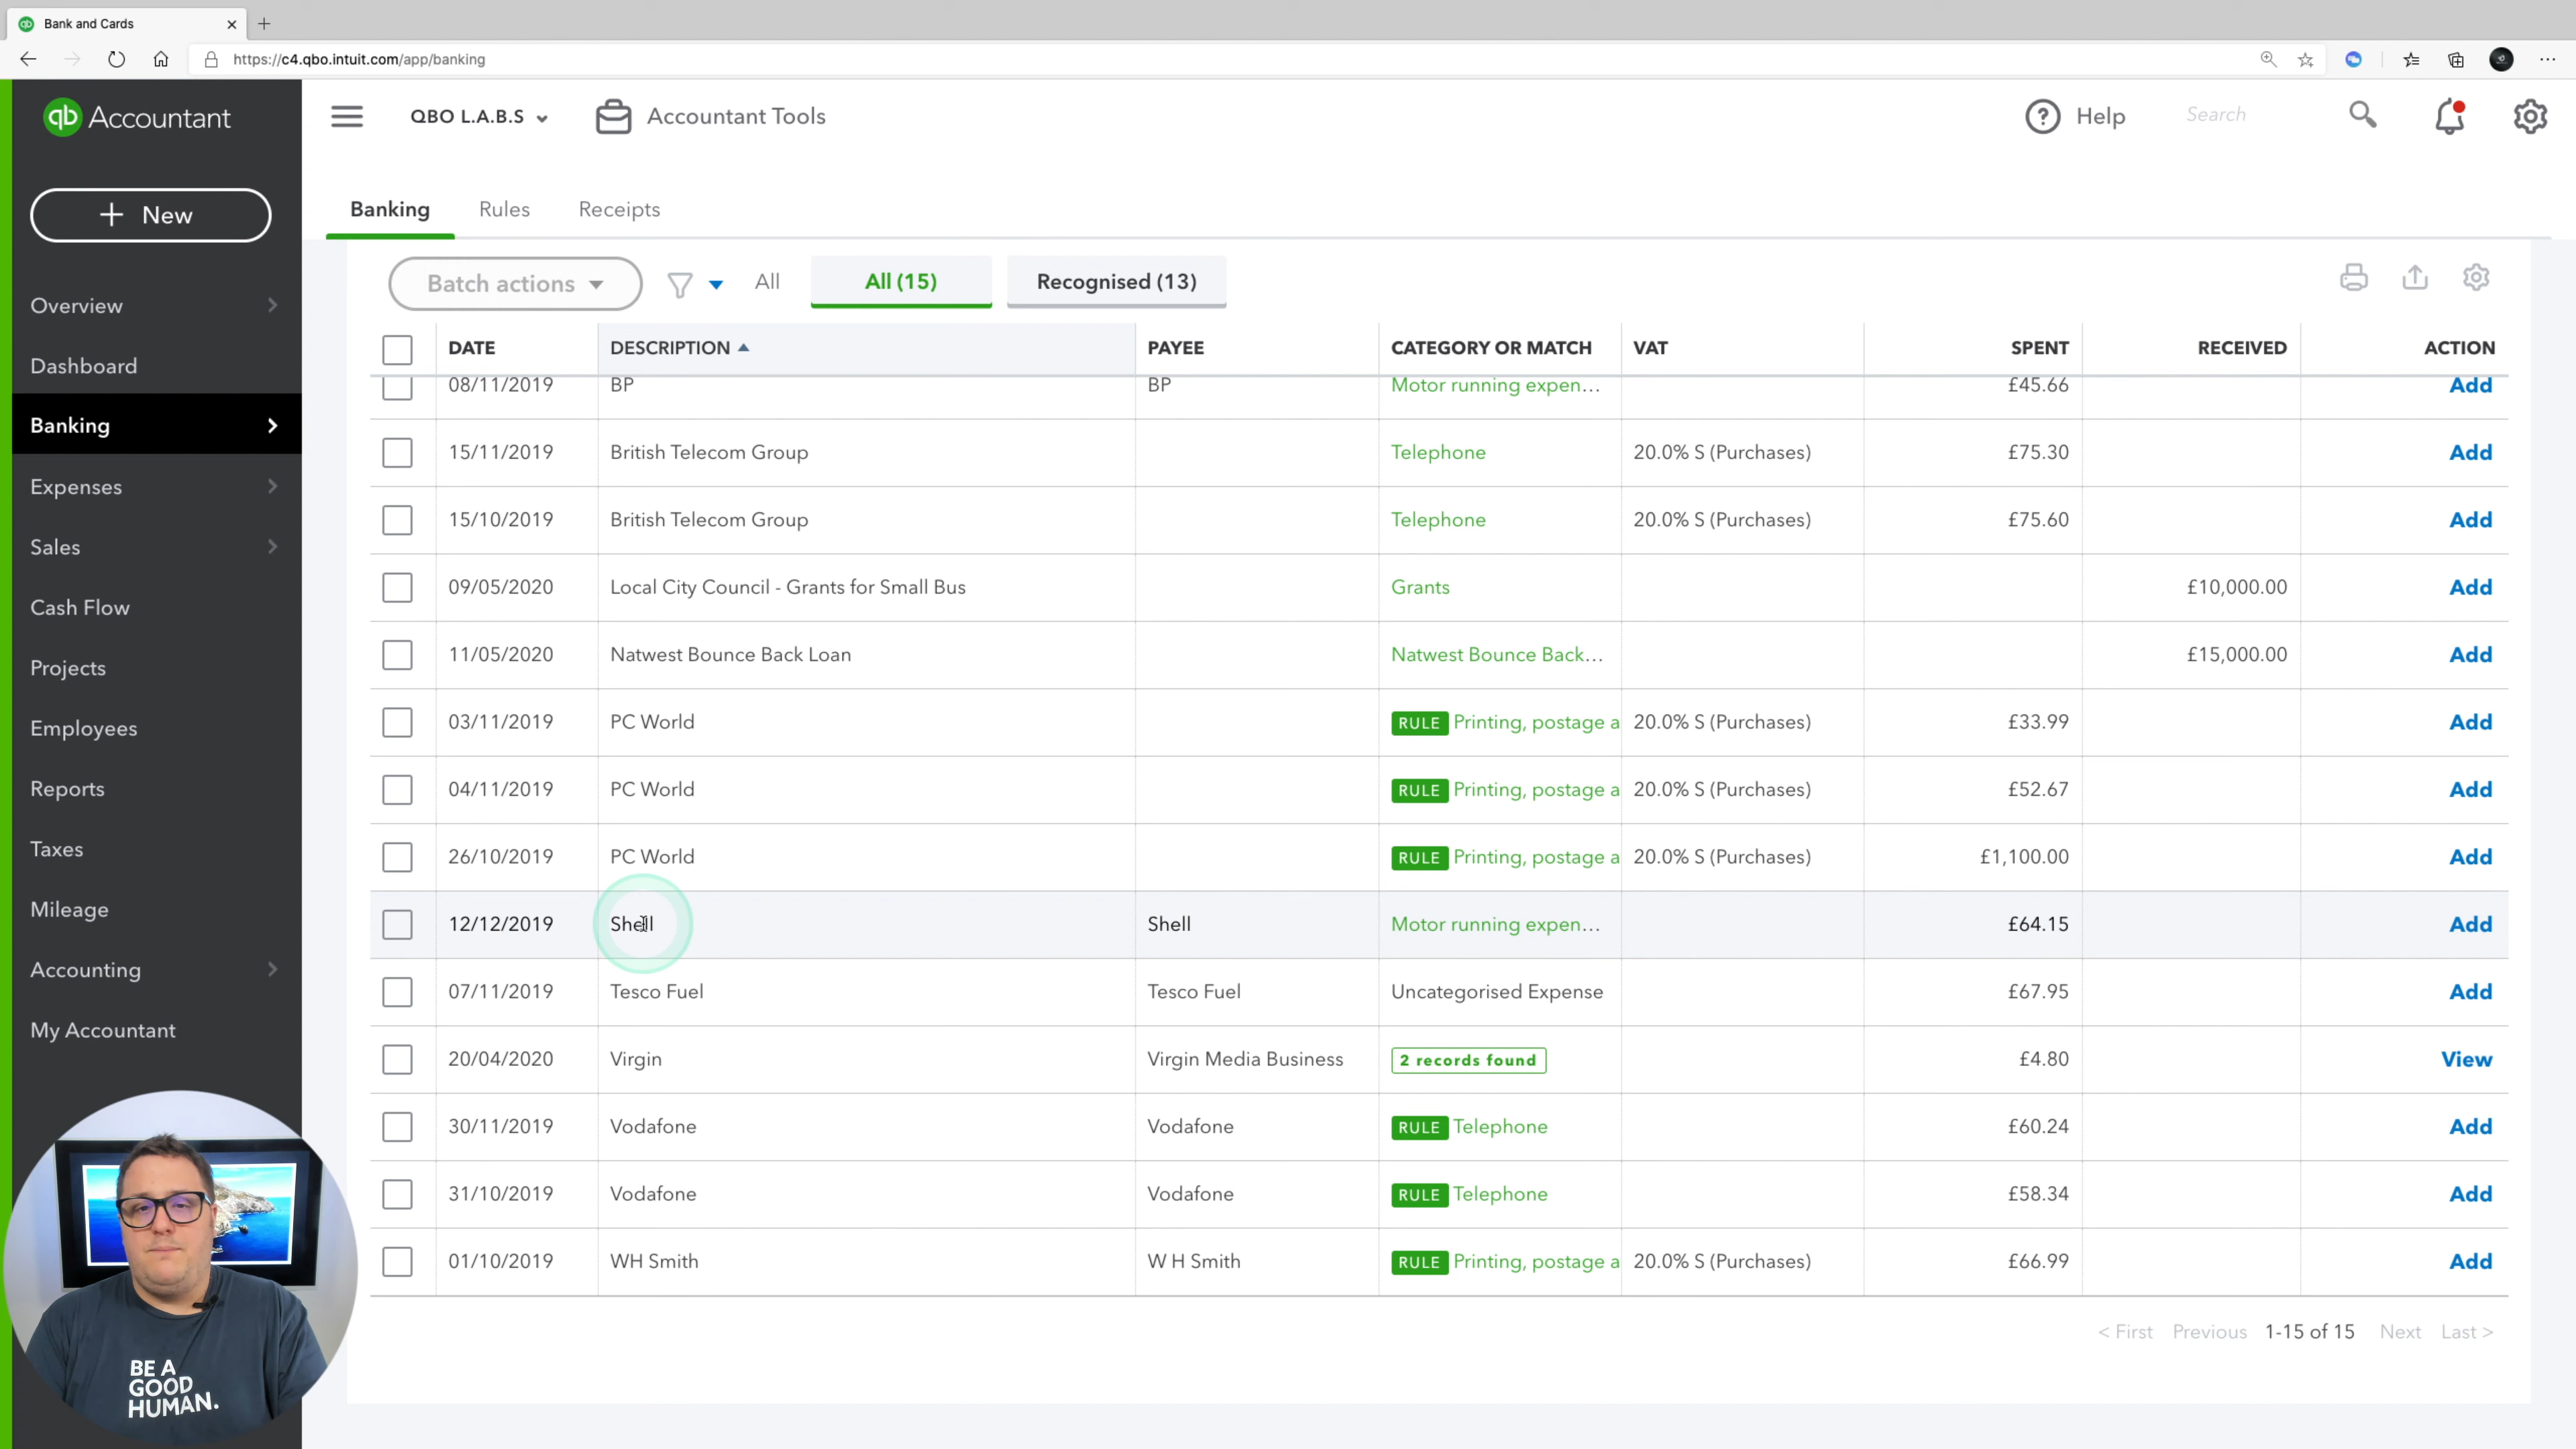 Bank and Cards
https://c4.qbo.intuit.com/app/banking
qb Accountant
QBO L.A.B.S
Accountant Tools
Help
Search
New
Banking Rules Receipts
Batch actions All All (15) Recognised (13)
Overview
Dashboard
Banking
Expenses
Sales
Cash Flow
Projects
Employees
Reports
Taxes
Mileage
Accounting
My Accountant
DATE DESCRIPTION PAYEE CATEGORY OR MATCH VAT SPENT RECEIVED ACTION
08/11/2019 BP BP Motor running expen... £45.66 Add
15/11/2019 British Telecom Group Telephone 20.0% S (Purchases) £75.30 Add
15/10/2019 British Telecom Group Telephone 20.0% S (Purchases) £75.60 Add
09/05/2020 Local City Council - Grants for Small Bus Grants £10,000.00 Add
11/05/2020 Natwest Bounce Back Loan Natwest Bounce Back... £15,000.00 Add
03/11/2019 PC World RULE Printing, postage a 20.0% S (Purchases) £33.99 Add
04/11/2019 PC World RULE Printing, postage a 20.0% S (Purchases) £52.67 Add
26/10/2019 PC World RULE Printing, postage a 20.0% S (Purchases) £1,100.00 Add
12/12/2019 Shell Shell Motor running expen... £64.15 Add
07/11/2019 Tesco Fuel Tesco Fuel Uncategorised Expense £67.95 Add
20/04/2020 Virgin Virgin Media Business 2 records found £4.80 View
30/11/2019 Vodafone Vodafone RULE Telephone £60.24 Add
31/10/2019 Vodafone Vodafone RULE Telephone £58.34 Add
01/10/2019 WH Smith W H Smith RULE Printing, postage a 20.0% S (Purchases) £66.99 Add
< First Previous 1-15 of 15 Next Last >
BE A
GOOD
HUMAN.